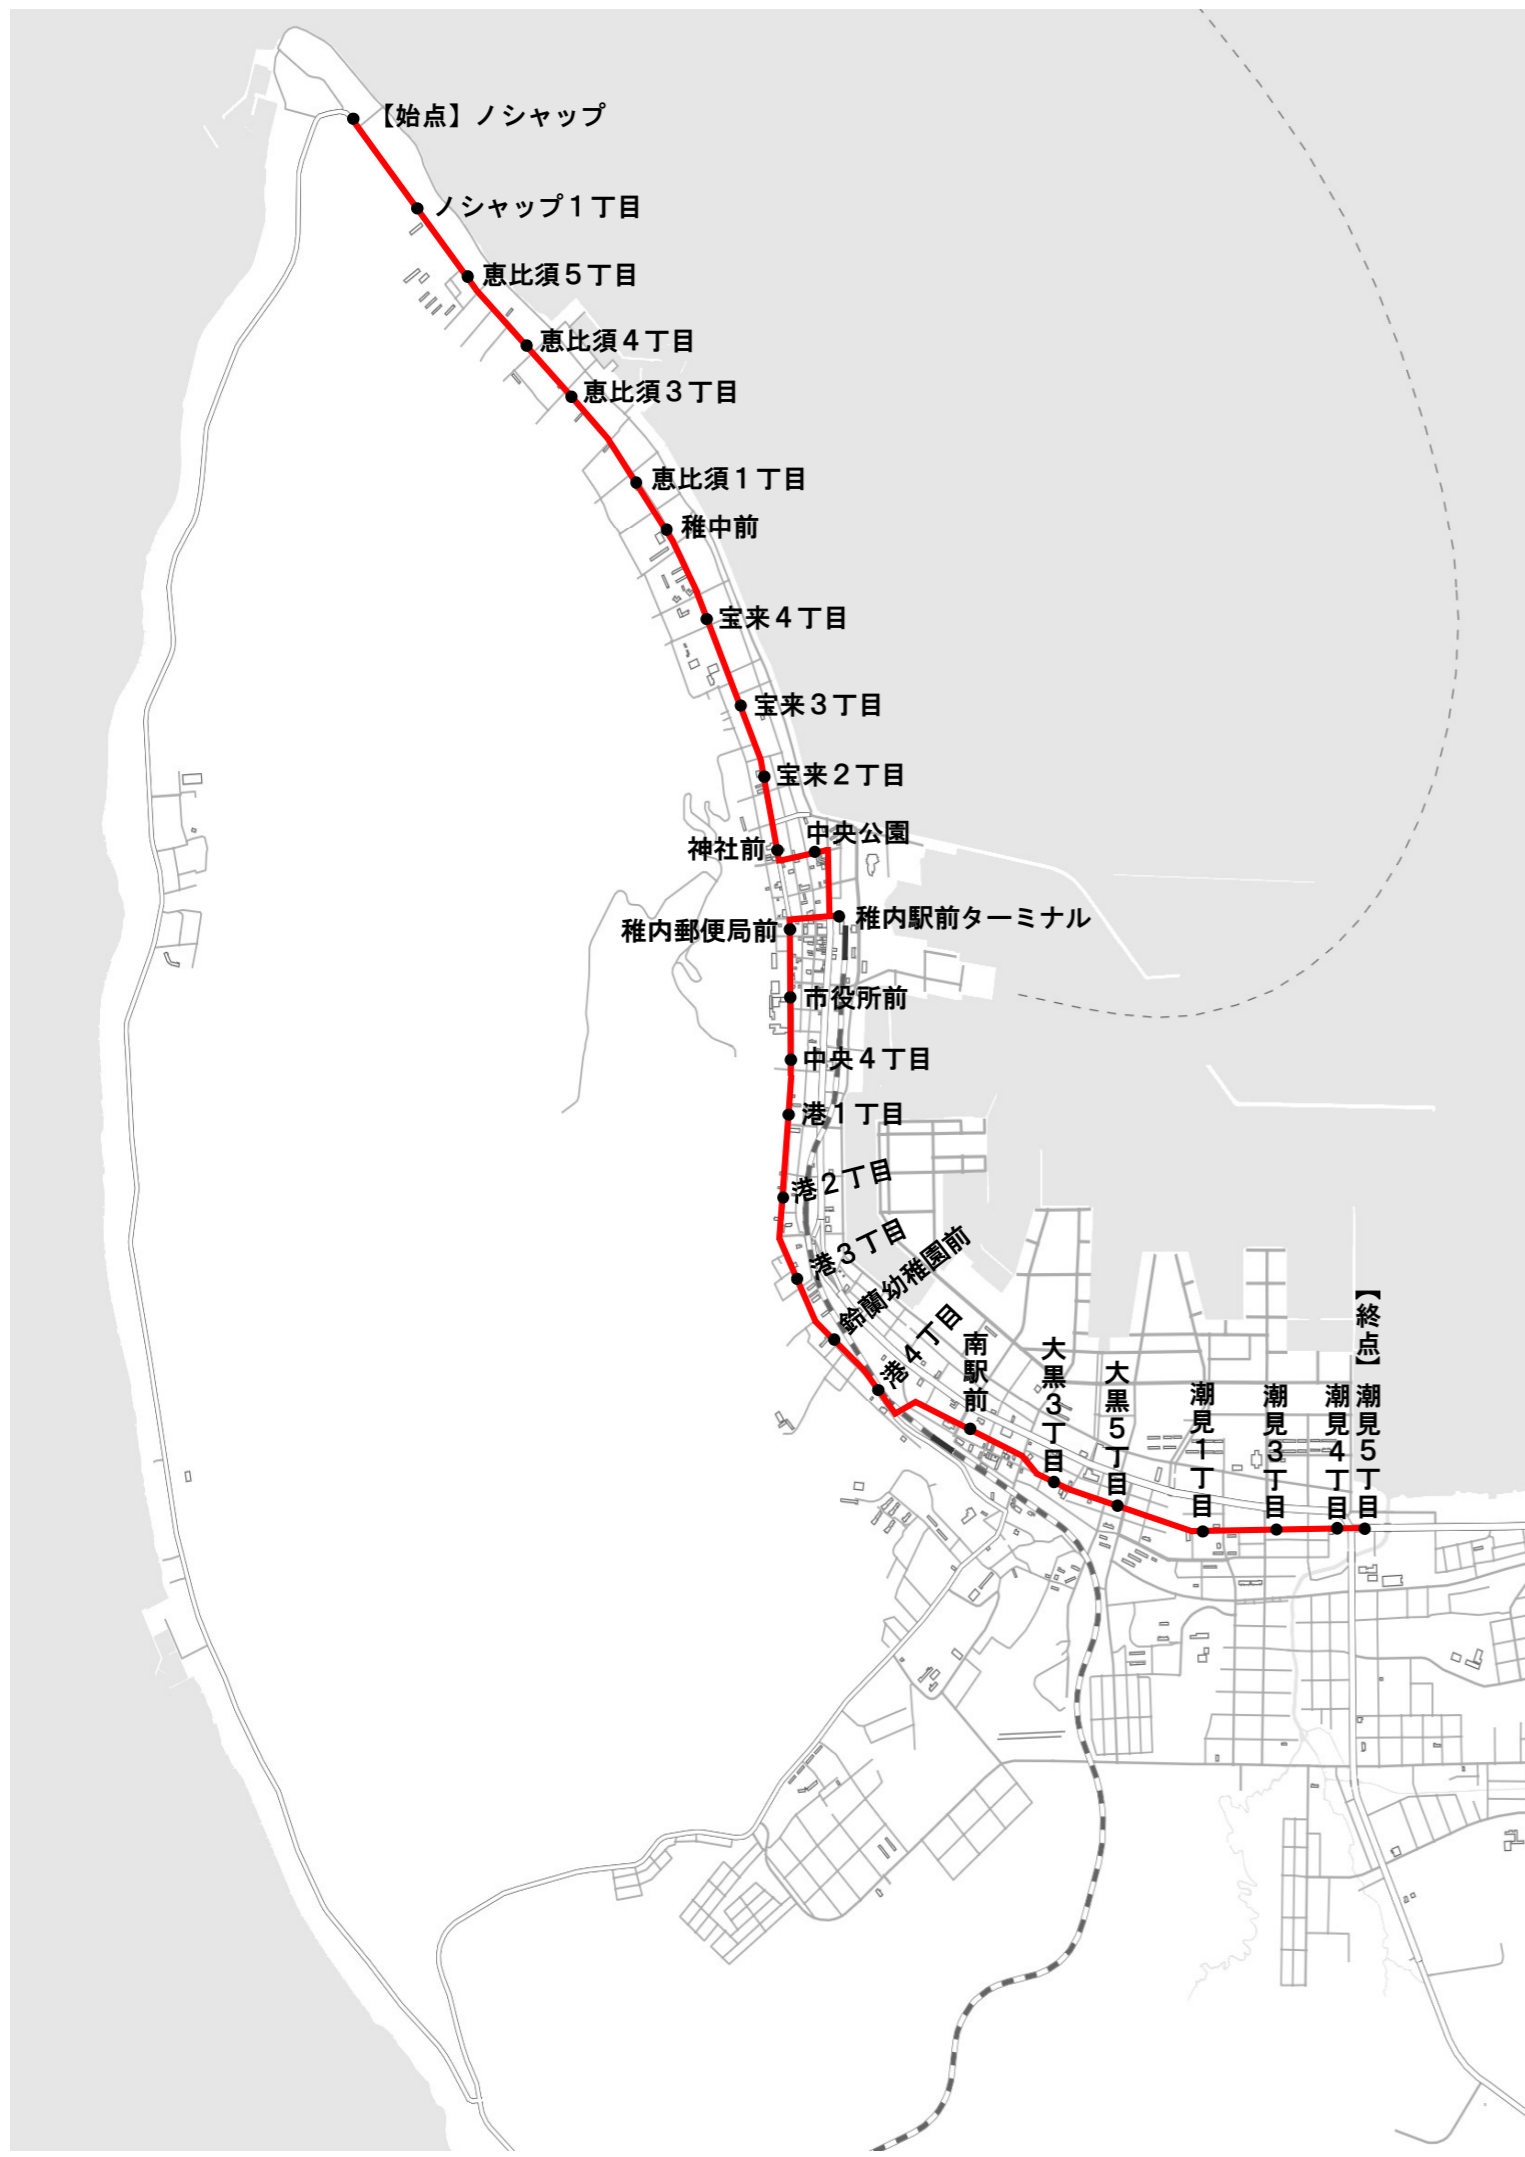 【始点】ノシャップ
ノシャップ１丁目
恵比須５丁目
恵比須４丁目
恵比須３丁目
恵比須１丁目
稚中前
宝来４丁目
宝来３丁目
宝来２丁目
神社前
中央公園
稚内駅前ターミナル
稚内郵便局前
市役所前
中央４丁目
港１丁目
港２丁目
港３丁目
鈴蘭幼稚園前
港４丁目
南駅前
大黒３丁目
大黒５丁目
潮見１丁目
潮見３丁目
潮見４丁目
【終点】潮見５丁目